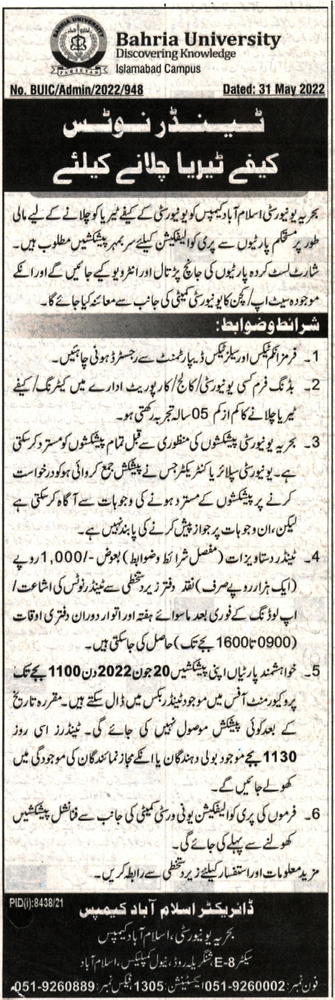 BAHRIA UNIVERSITY
PAKISTAN
Bahria University
Discovering Knowledge
Islamabad Campus
No. BUIC/Admin/2022/948 Dated: 31 May 2022
ٹینڈر نوٹس
کیفے ٹیریا چلانے کیلئے
بحریہ یونیورسٹی اسلام آباد کیمپس کو یونیورسٹی کے کیفے ٹیریا کو چلانے کے لیے مالی
طور پر مستحکم پارٹیوں سے پری کوالیفکیشن کیلئے سربمہر پیشکشیں مطلوب ہیں۔
شارٹ لسٹ کردہ پارٹیوں کی جانچ پڑتال اور انٹرویو کیے جائیں گے اور انکے
موجودہ سیٹ اپ/کچن کا یونیورسٹی کمیٹی کی جانب سے معائنہ کیا جائے گا۔
شرائط و ضوابط:
1۔ فرمز انکم ٹیکس اور سیلز ٹیکس ڈیپارٹمنٹ سے رجسٹرڈ ہونی چاہئیں۔
2۔ بڈنگ فرم کسی یونیورسٹی/کالج/کارپوریٹ ادارے میں کیٹرنگ/کیفے
ٹیریا چلانے کا کم از کم 05 سالہ تجربہ رکھتی ہو۔
3۔ بحریہ یونیورسٹی پیشکشوں کی منظوری سے قبل تمام پیشکشوں کو مسترد کرسکتی
ہے۔ یونیورسٹی سپلائر یا کنٹریکٹر جس نے پیشکش جمع کروائی ہو کو درخواست
کرنے پر پیشکشوں کے مسترد ہونے کی وجوہات سے آگاہ کرسکتی ہے
لیکن، ان وجوہات پر جواز پیش کرنے کی پابند نہیں ہے۔
4۔ ٹینڈر دستاویزات (مفصل شرائط و ضوابط) بعوض -/1,000 روپے
(ایک ہزار روپے صرف) نقد دفتر زیر دستخطی سے ٹینڈر نوٹس کی اشاعت/
اپ لوڈنگ کے فوری بعد ماسوائے ہفتہ اور اتوار دوران دفتری اوقات
(0900 تا 1600 بجے تک) حاصل کی جاسکتی ہیں۔
5۔ خواہشمند پارٹیاں اپنی پیشکشیں 20 جون 2022 دن 1100 بجے تک
پروکیورمنٹ آفس میں موجود ٹینڈر بکس میں ڈال سکتے ہیں۔ مقررہ تاریخ
کے بعد کوئی پیشکش موصول نہیں کی جائے گی۔ ٹینڈرز اسی روز
1130 بجے موجود بولی دہندگان یا انکے مجاز نمائندگان کی موجودگی میں
کھولے جائیں گے۔
6۔ فرموں کی پری کوالیفکیشن یونی ورسٹی کمیٹی کی جانب سے فنانشل پیشکشیں
کھولنے سے پہلے کی جائے گی۔
مزید معلومات اور استفسار کیلئے زیر دستخطی سے رابطہ کریں۔
PID(i):8438/21
ڈائریکٹر اسلام آباد کیمپس
بحریہ یونیورسٹی، اسلام آباد کیمپس
سیکٹر E-8، شنگریلہ روڈ، نیول کمپلیکس، اسلام آباد
فون نمبر: 051-9260002 ایکسٹینشن: 1305، فیکس نمبر: 051-9260889